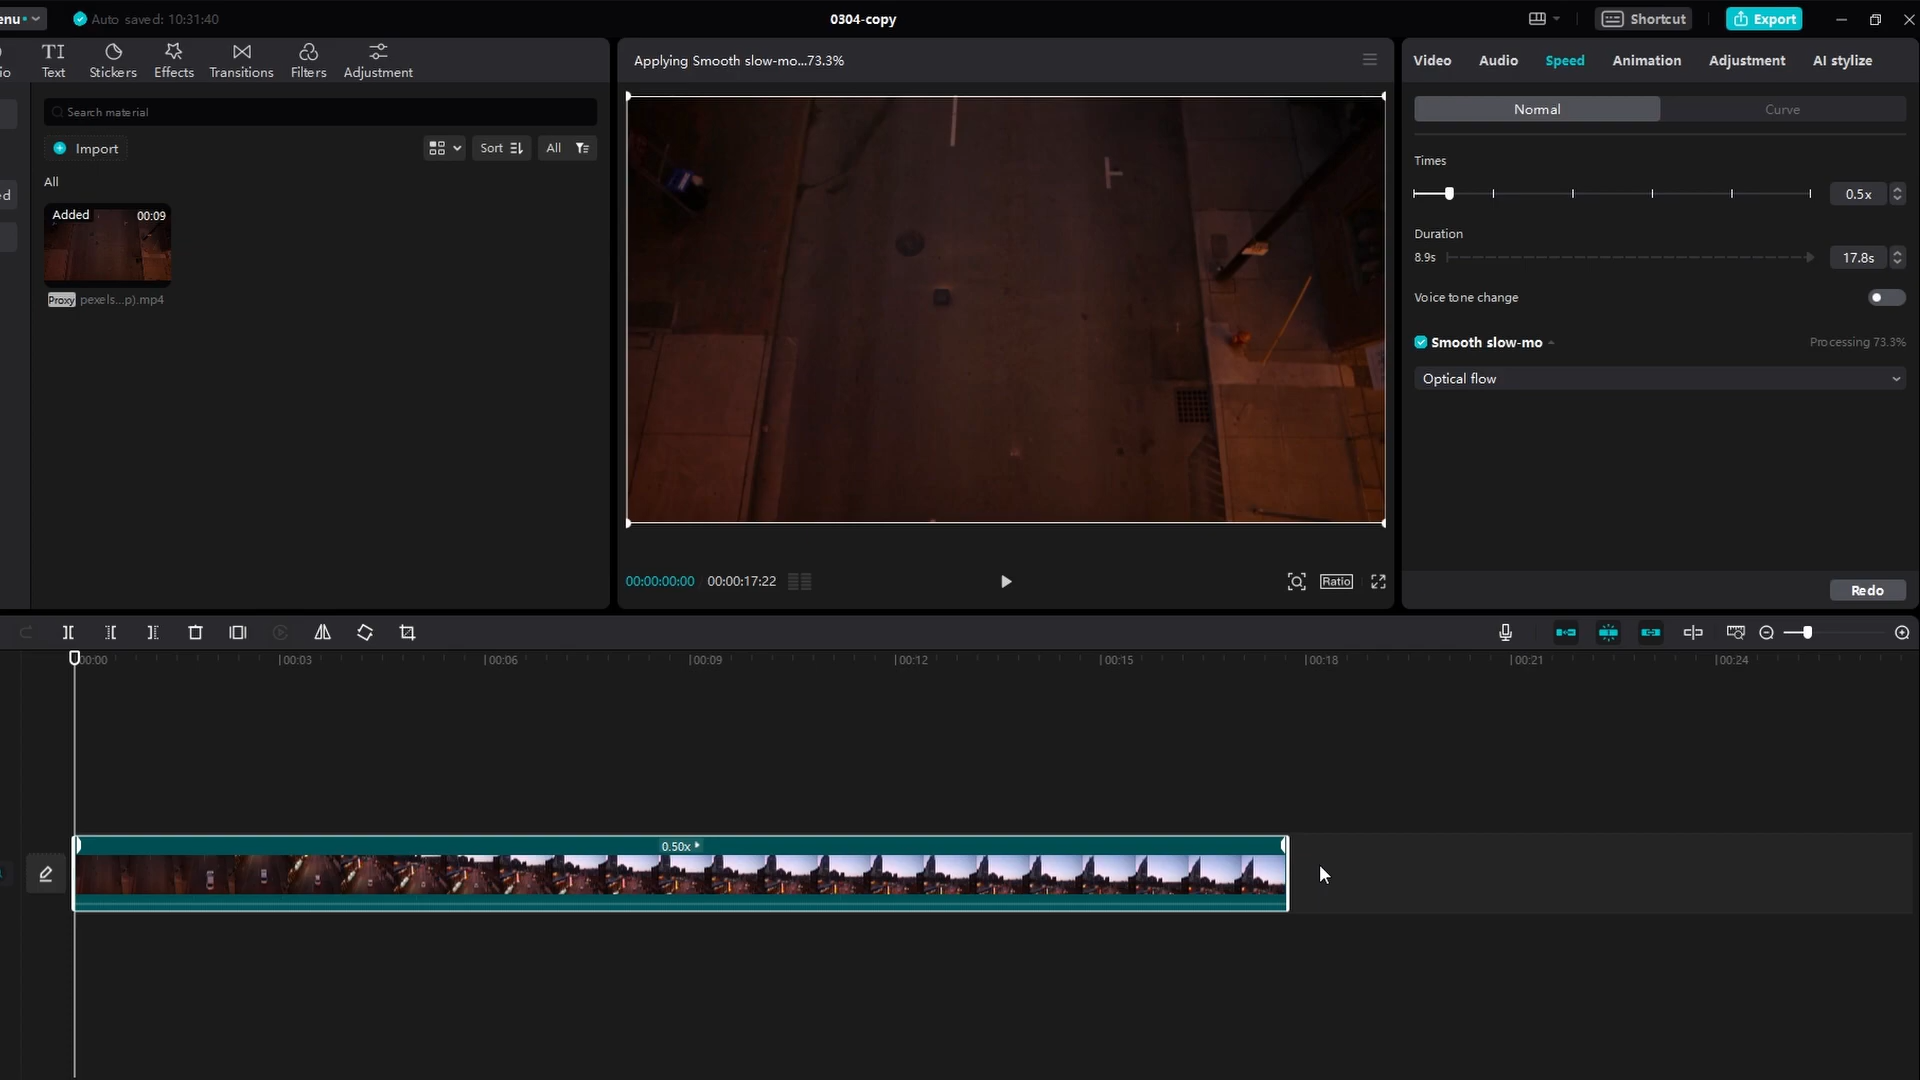 enu
Auto saved: 10:31:40
0304-copy
Shortcut
Export
io
TI
Text
Stickers
Effects
Transitions
Filters
Adjustment
Search material
Import
Sort
All
All
Added
00:09
Proxy pexels...p).mp4
ed
Applying Smooth slow-mo...73.3%
00:00:00:00
00:00:17:22
Ratio
Video
Audio
Speed
Animation
Adjustment
AI stylize
Normal
Curve
Times
0.5x
Duration
8.9s
17.8s
Voice tone change
Smooth slow-mo
Processing 73.3%
Optical flow
Redo
00:00
00:03
00:06
00:09
00:12
00:15
00:18
00:21
00:24
0.50x